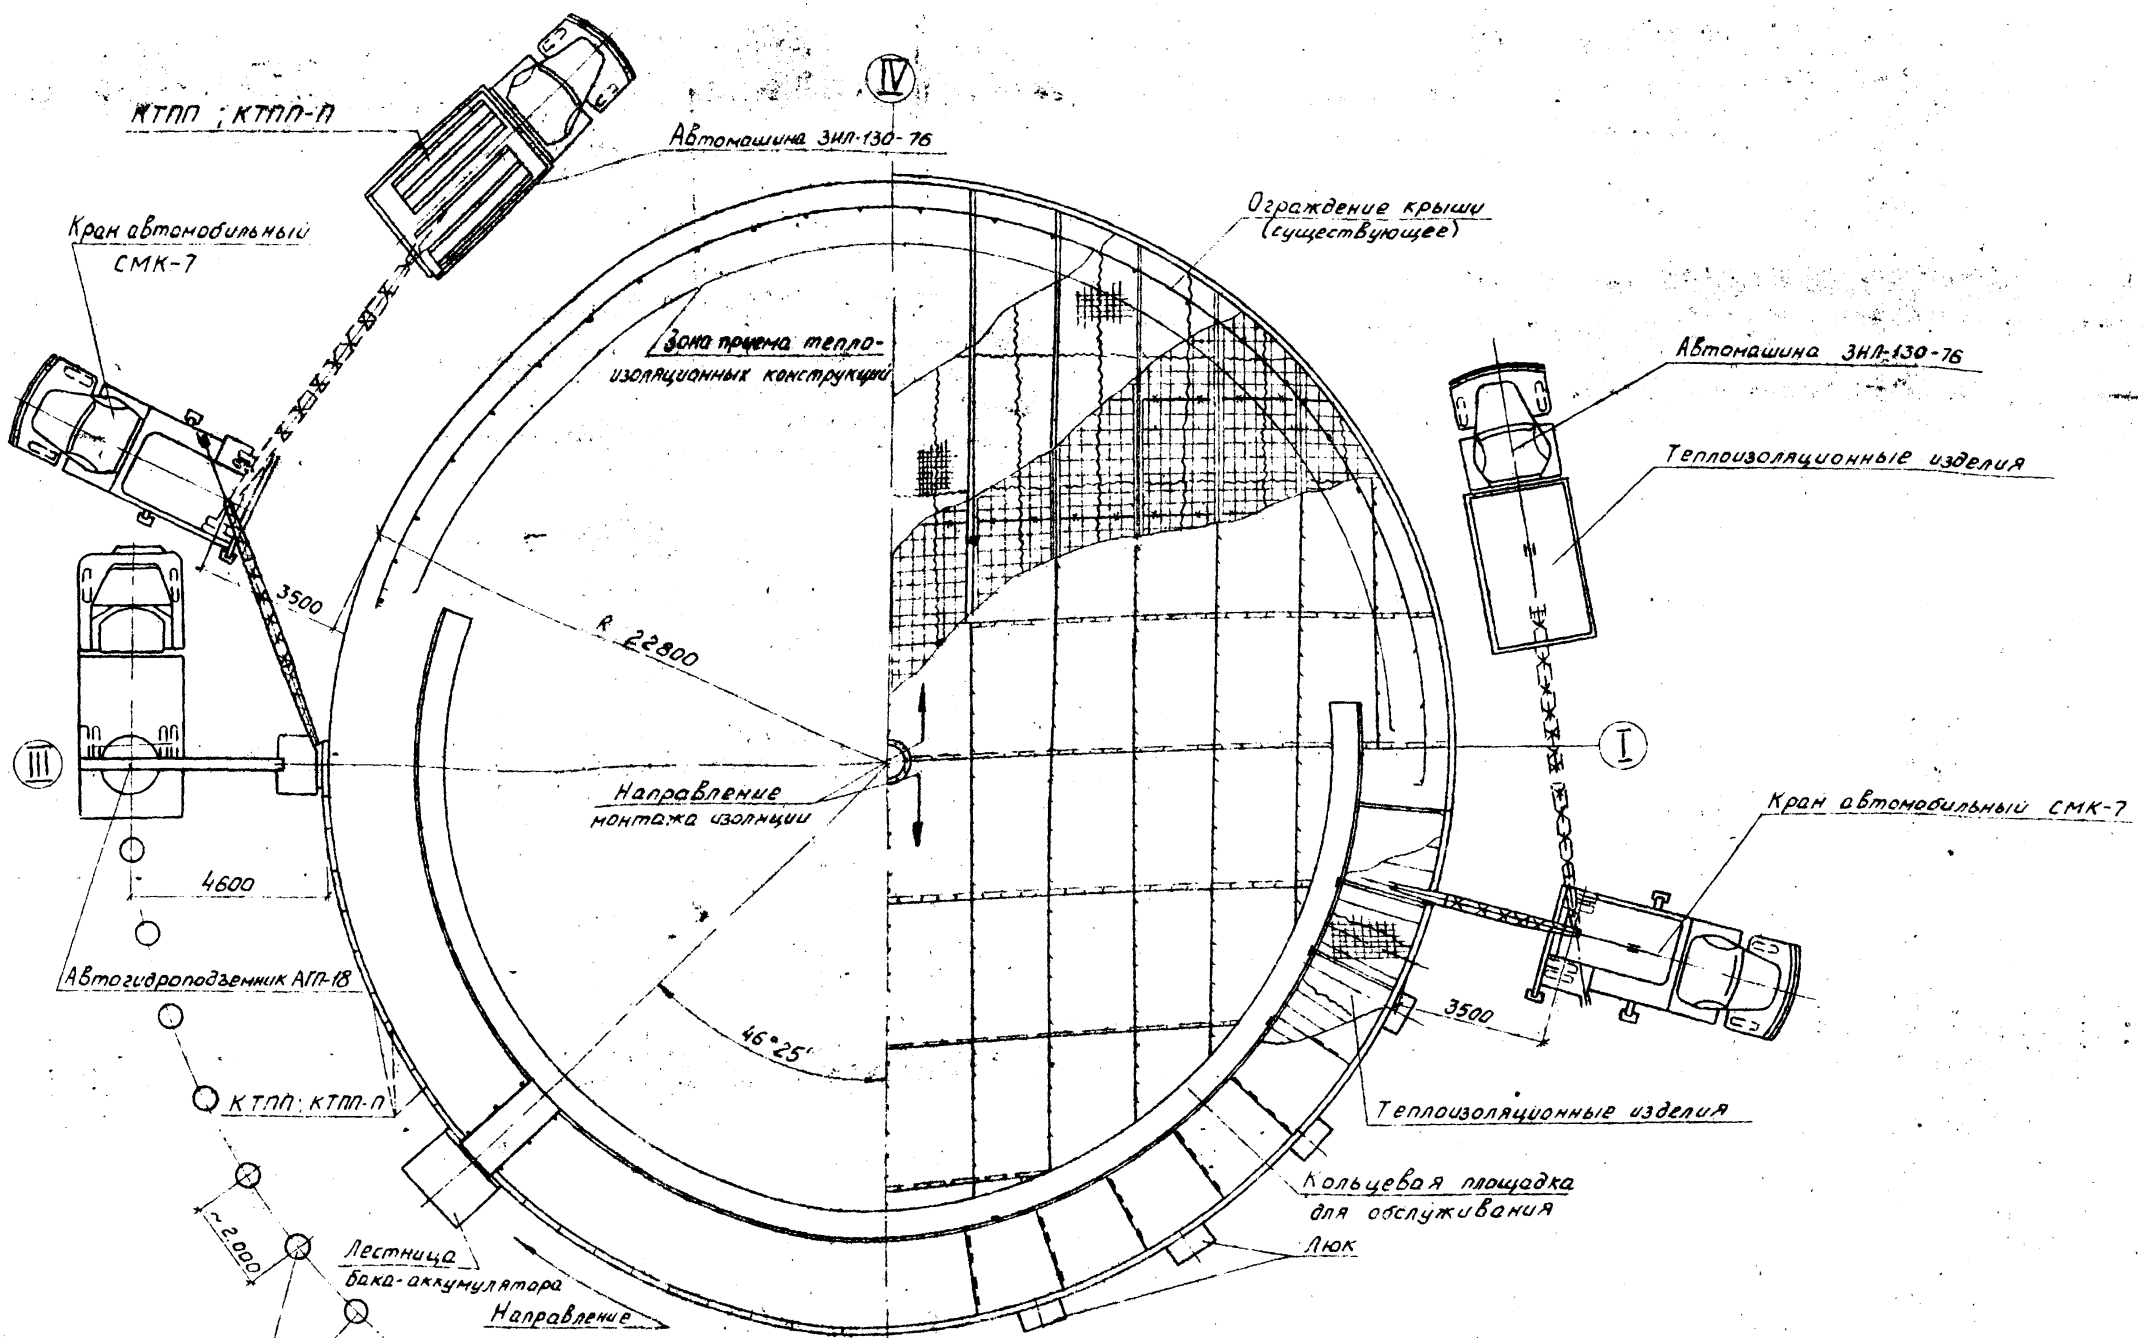 IV
КТПП ; КТПП-П
Автомашина ЗИЛ-130-76
Кран автомобильный
СМК-7
Ограждение крыши
(существующее)
Зона приема тепло-
изоляционных конструкций
Автомашина ЗИЛ-130-76
Теплоизоляционные изделия
3500
R 22800
III
I
Направление
монтажа изоляции
Кран автомобильный СМК-7
4600
Автогидроподъемник АГП-18
3500
46°25'
КТПП; КТПП-П
Теплоизоляционные изделия
Кольцевая площадка
для обслуживания
~2000
Лестница
бака-аккумулятора
Люк
Направление